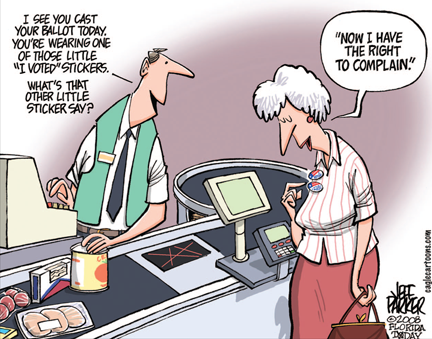 I SEE YOU CAST
YOUR BALLOT TODAY.
YOU'RE WEARING ONE
OF THOSE LITTLE
"I VOTED" STICKERS.
WHAT'S THAT
OTHER LITTLE
STICKER SAY?
"NOW I HAVE
THE RIGHT
TO COMPLAIN."
eaglecartoons.com
JEFF
PARKER
©2008
FLORIDA
TODAY